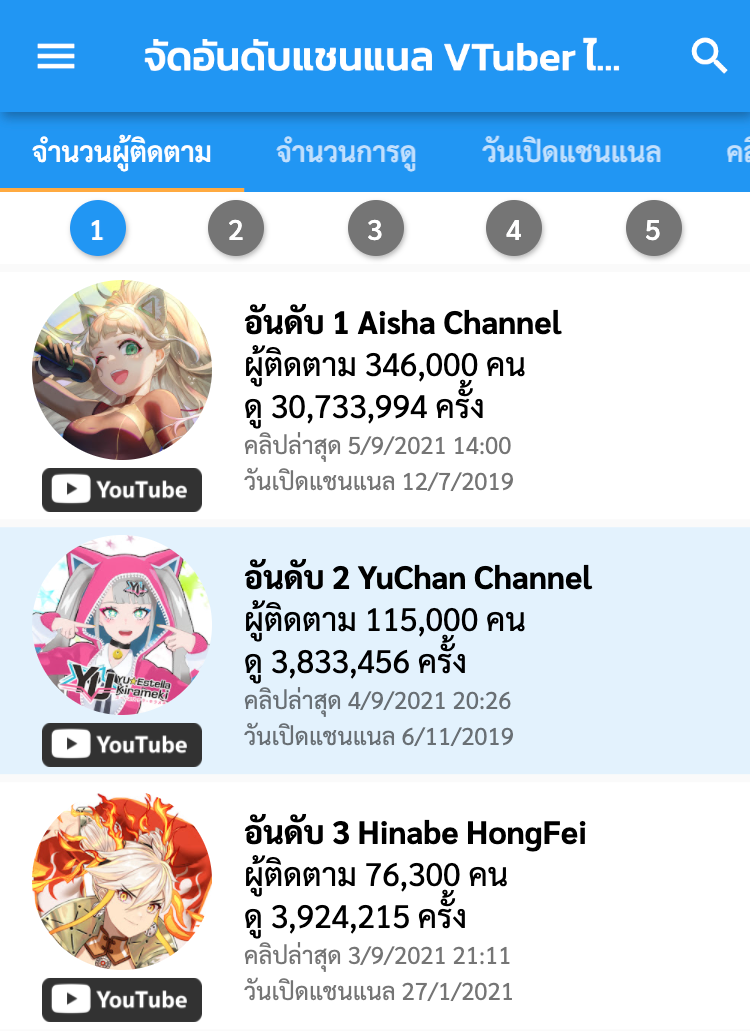 จัดอันดับแชนแนล VTuber ไ...
จำนวนผู้ติดตาม จำนวนการดู วันเปิดแชนแนล
1 2 3 4 5
อันดับ 1 Aisha Channel
ผู้ติดตาม 346,000 คน
ดู 30,733,994 ครั้ง
คลิปล่าสุด 5/9/2021 14:00
วันเปิดแชนแนล 12/7/2019
YouTube
อันดับ 2 YuChan Channel
ผู้ติดตาม 115,000 คน
ดู 3,833,456 ครั้ง
คลิปล่าสุด 4/9/2021 20:26
วันเปิดแชนแนล 6/11/2019
YU
Yu☆Estella
Kirameki
YouTube
อันดับ 3 Hinabe HongFei
ผู้ติดตาม 76,300 คน
ดู 3,924,215 ครั้ง
คลิปล่าสุด 3/9/2021 21:11
วันเปิดแชนแนล 27/1/2021
YouTube